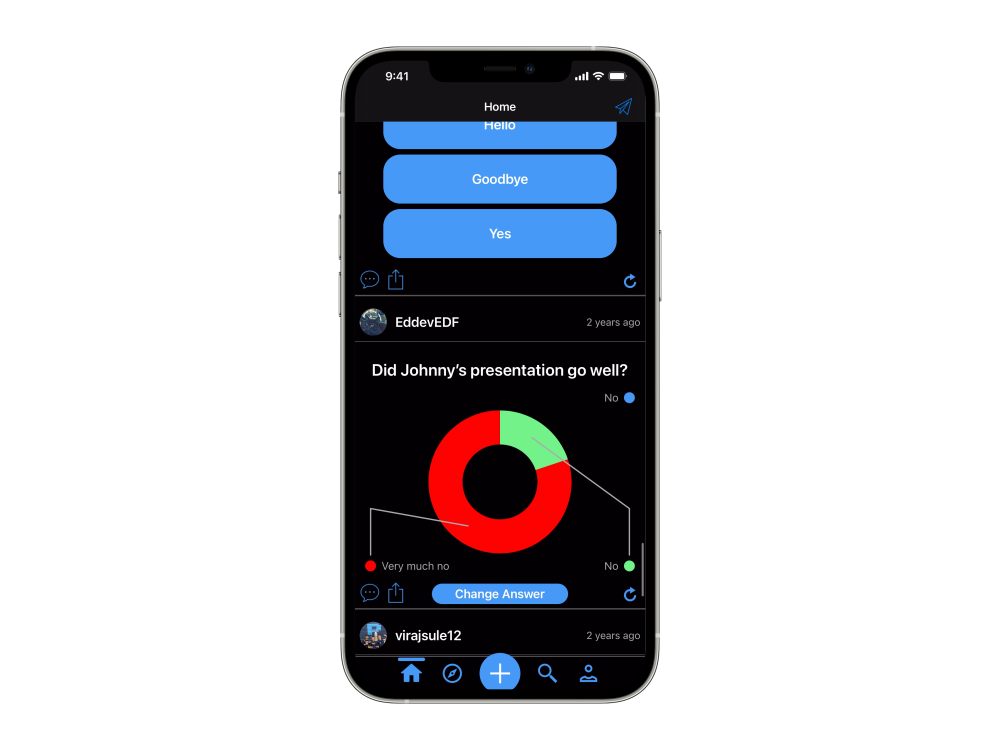 9:41
Home
Hello
Goodbye
Yes
EddevEDF
2 years ago
Did Johnny's presentation go well?
No
Very much no
No
Change Answer
virajsule12
2 years ago